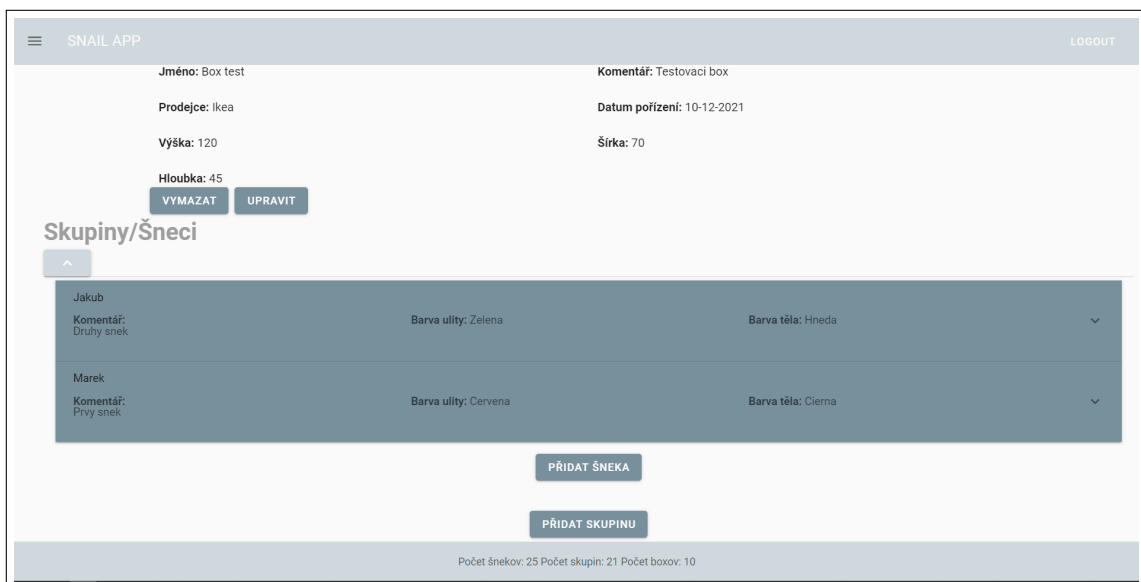 SNAIL APP LOGOUT
Jméno: Box test Komentář: Testovaci box
Prodejce: Ikea Datum pořízení: 10-12-2021
Výška: 120 Šírka: 70
Hloubka: 45
VYMAZAT UPRAVIT
Skupiny/Šneci
Jakub
Komentář: Barva ulity: Zelena Barva těla: Hneda
Druhy snek
Marek
Komentář: Barva ulity: Cervena Barva těla: Cierna
Prvy snek
PŘIDAT ŠNEKA
PŘIDAT SKUPINU
Počet šnekov: 25 Počet skupin: 21 Počet boxov: 10